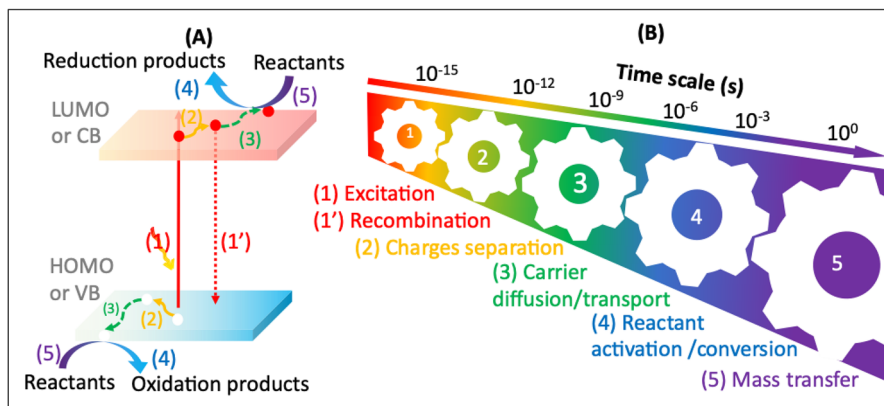 (A)
Reduction products
Reactants
(4)
(5)
LUMO
or CB
(2)
(3)
(1)
(1')
HOMO
or VB
(3)
(2)
(5)
(4)
Reactants
Oxidation products
(B)
Time scale (s)
10⁻¹⁵
10⁻¹²
10⁻⁹
10⁻⁶
10⁻³
10⁰
1
2
3
4
5
(1) Excitation
(1') Recombination
(2) Charges separation
(3) Carrier
diffusion/transport
(4) Reactant
activation /conversion
(5) Mass transfer